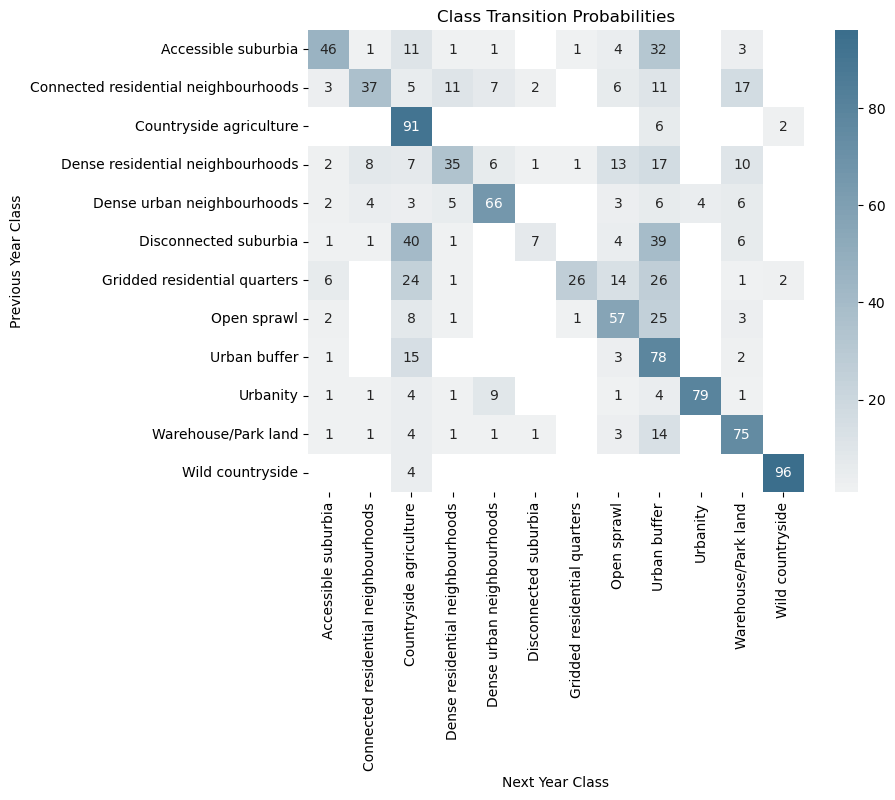 Class Transition Probabilities
Accessible suburbia 46 1 11 1 1 1 4 32 3
Connected residential neighbourhoods 3 37 5 11 7 2 6 11 17
Countryside agriculture 91 6 2
Dense residential neighbourhoods 2 8 7 35 6 1 1 13 17 10
Dense urban neighbourhoods 2 4 3 5 66 3 6 4 6
Disconnected suburbia 1 1 40 1 7 4 39 6
Gridded residential quarters 6 24 1 26 14 26 1 2
Open sprawl 2 8 1 1 57 25 3
Urban buffer 1 15 3 78 2
Urbanity 1 1 4 1 9 1 4 79 1
Warehouse/Park land 1 1 4 1 1 1 3 14 75
Wild countryside 4 96
Previous Year Class
80
60
40
20
Accessible suburbia
Connected residential neighbourhoods
Countryside agriculture
Dense residential neighbourhoods
Dense urban neighbourhoods
Disconnected suburbia
Gridded residential quarters
Open sprawl
Urban buffer
Urbanity
Warehouse/Park land
Wild countryside
Next Year Class